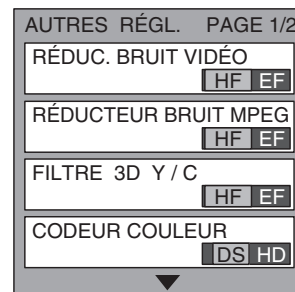 AUTRES RÉGL. PAGE 1/2
RÉDUC. BRUIT VIDÉO
HF EF
RÉDUCTEUR BRUIT MPEG
HF EF
FILTRE 3D Y / C
HF EF
CODEUR COULEUR
DS HD